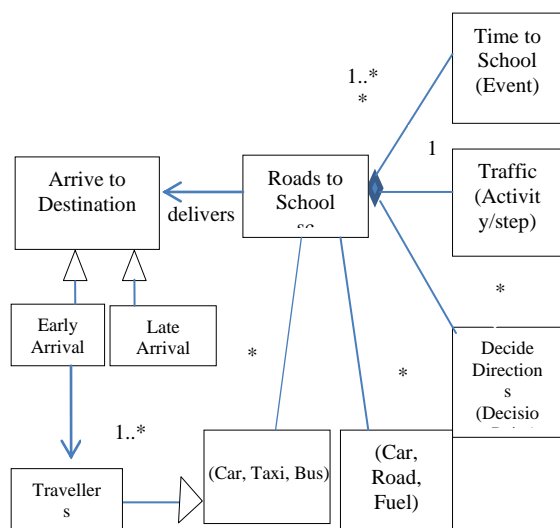 Time to
School
(Event)
1..*
*
1
Arrive to
Destination
delivers
Roads to
School
Traffic
(Activit
y/step)
Early
Arrival
Late
Arrival
*
*
*
Decide
Direction
s
(Decisio
1..*
Traveller
s
(Car, Taxi, Bus)
(Car,
Road,
Fuel)